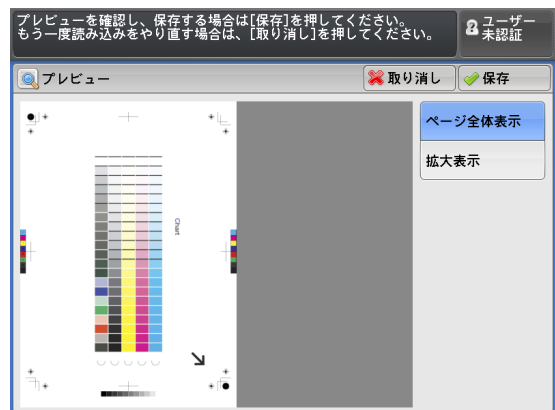 プレビューを確認し、保存する場合は[保存]を押してください。
もう一度読み込みをやり直す場合は、[取り消し]を押してください。
ユーザー
未認証
プレビュー
取り消し
保存
ページ全体表示
拡大表示
Chart